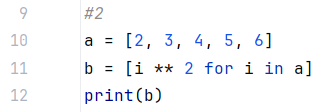 9 #2
10 a = [2, 3, 4, 5, 6]
11 b = [i ** 2 for i in a]
12 print(b)